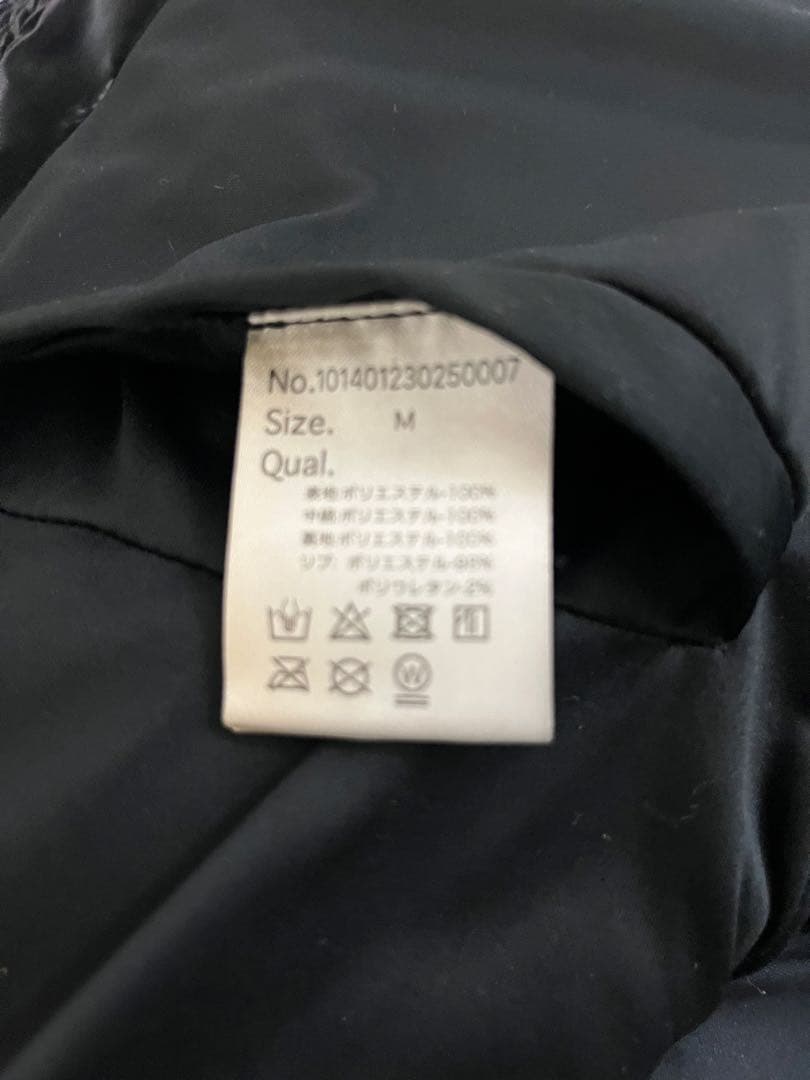 No.101401230250007
Size. M
Qual.
表地 ポリエステル-100%
中綿 ポリエステル-100%
裏地 ポリエステル-100%
リブ ポリエステル-98%
ポリウレタン-2%
W